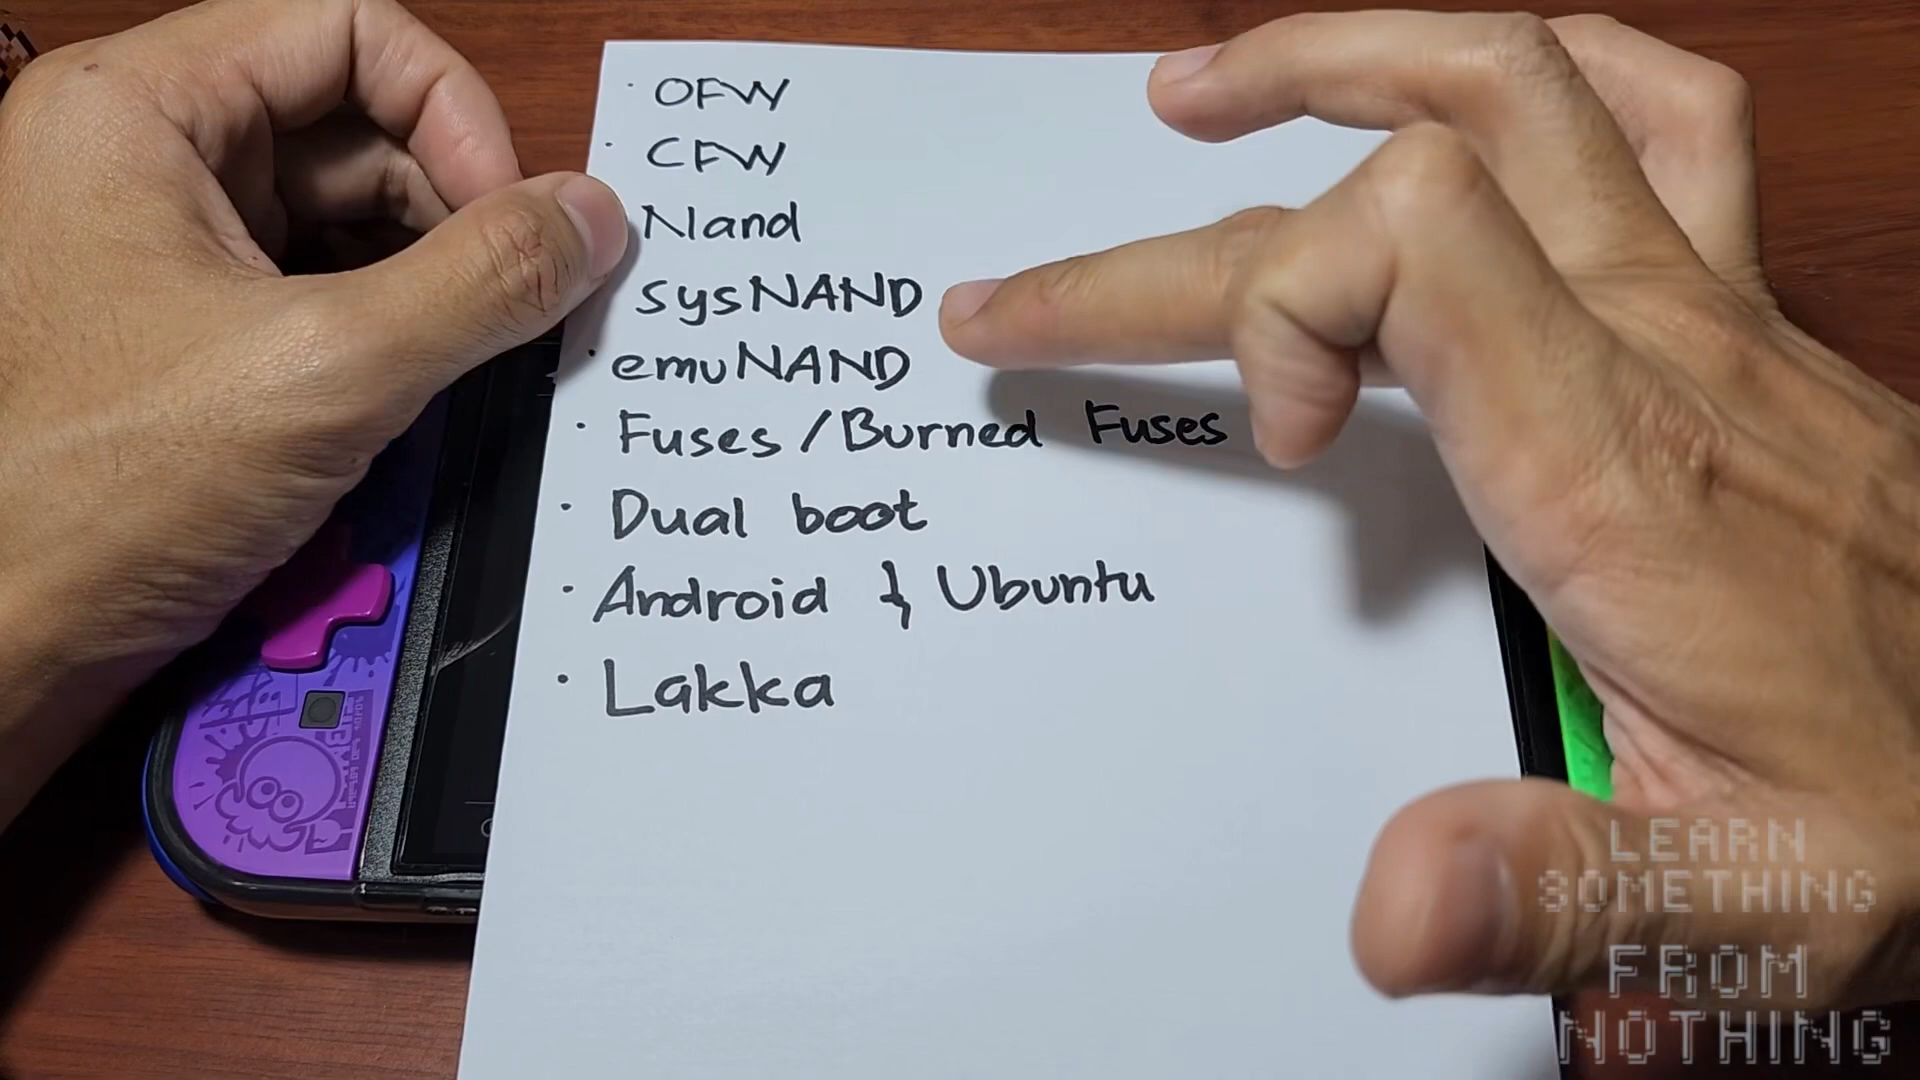 · OFW
· CFW
Nand
sysNAND
· emuNAND
· Fuses / Burned Fuses
· Dual boot
· Android & Ubuntu
· Lakka
LEARN
SOMETHING
FROM
NOTHING